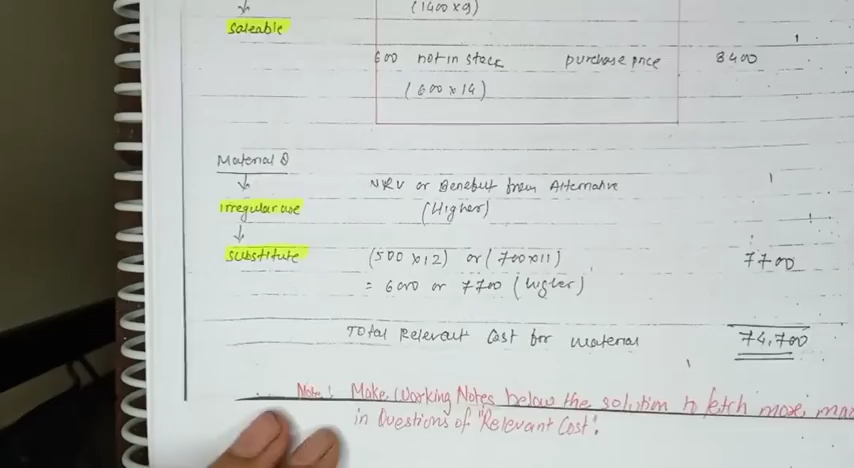 (1400×9)
saleable
600 not in stock purchase price 8400
(600×14)
Material D
NRV or Benefit from Alternative
irregular use (Higher)
substitute (500×12) or (700×11) 7700
= 6000 or 7700 (higher)
Total Relevant Cost for material 74,700
Note: Make Working Notes below the solution to fetch more
in Questions of "Relevant Cost".